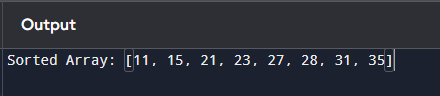 Output
Sorted Array: [11, 15, 21, 23, 27, 28, 31, 35]